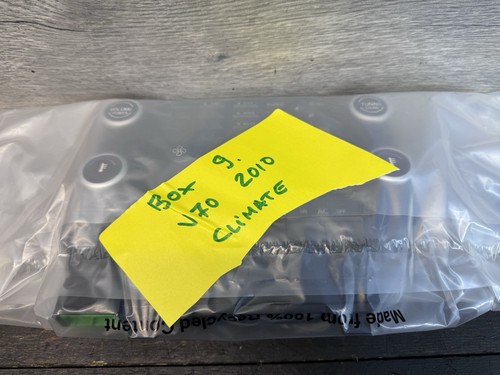 BOX 9.
V70 2010
CLIMATE
Made from 100% Recycled Content